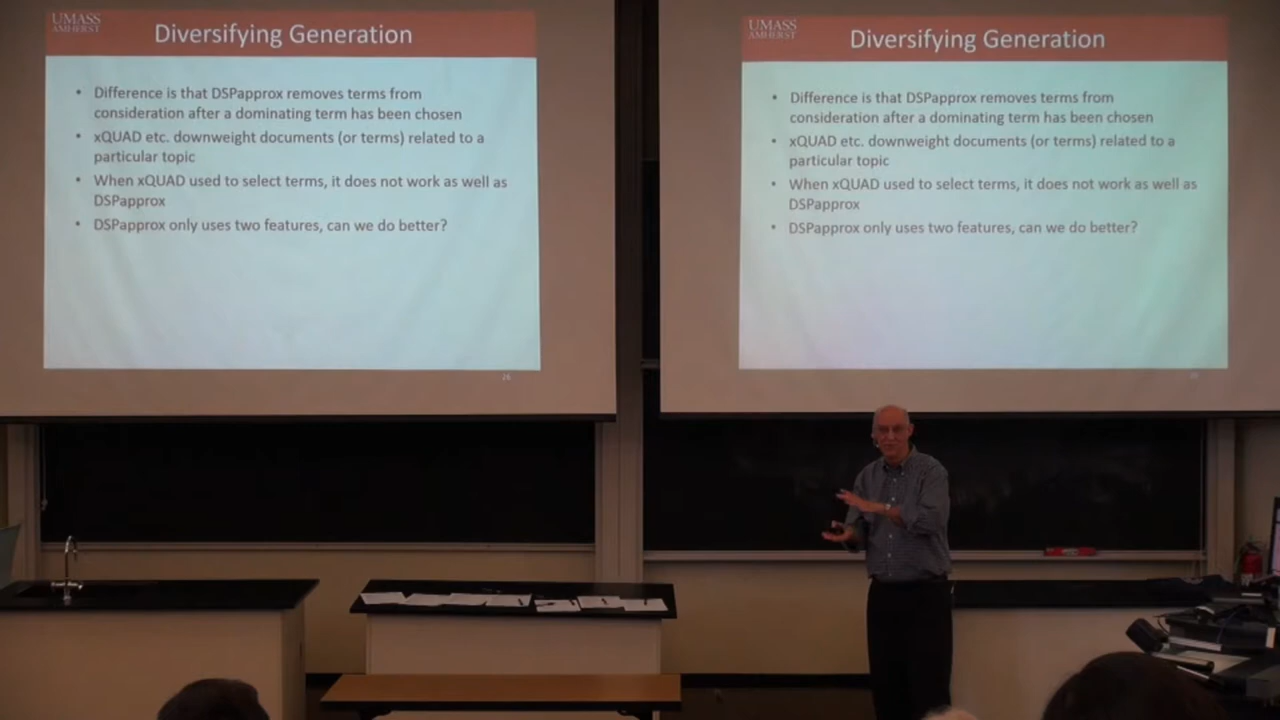 UMASS
AMHERST
Diversifying Generation
• Difference is that DSPapprox removes terms from
consideration after a dominating term has been chosen
• xQUAD etc. downweight documents (or terms) related to a
particular topic
• When xQUAD used to select terms, it does not work as well as
DSPapprox
• DSPapprox only uses two features, can we do better?
UMASS
AMHERST
Diversifying Generation
• Difference is that DSPapprox removes terms from
consideration after a dominating term has been chosen
• xQUAD etc. downweight documents (or terms) related to a
particular topic
• When xQUAD used to select terms, it does not work as well as
DSPapprox
• DSPapprox only uses two features, can we do better?